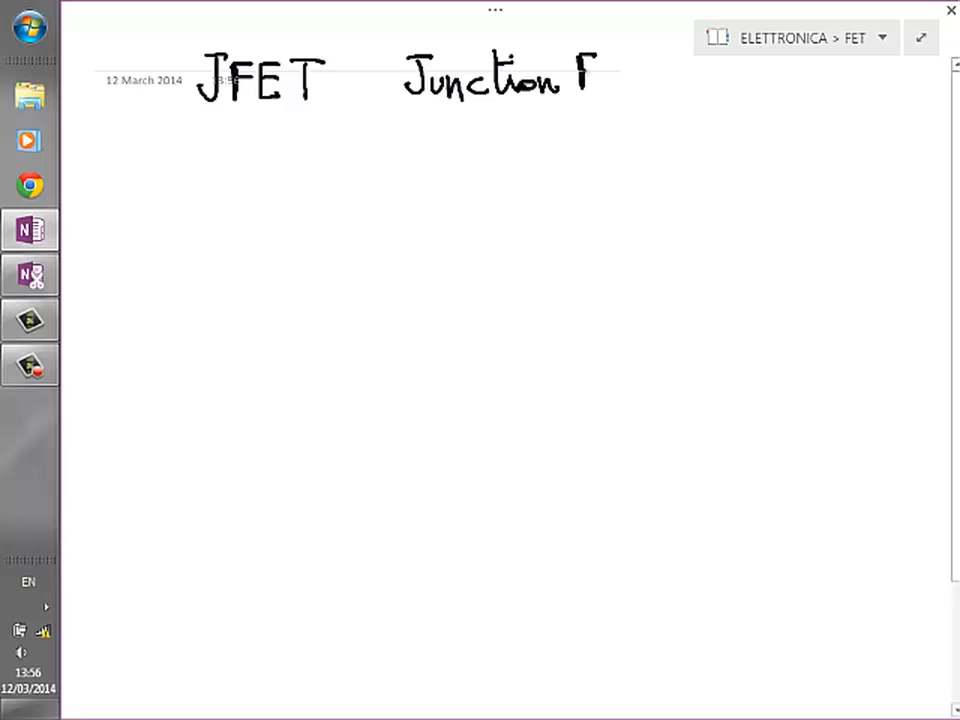 ELETTRONICA > FET
JFET Junction F
12 March 2014
EN
13:56
12/03/2014